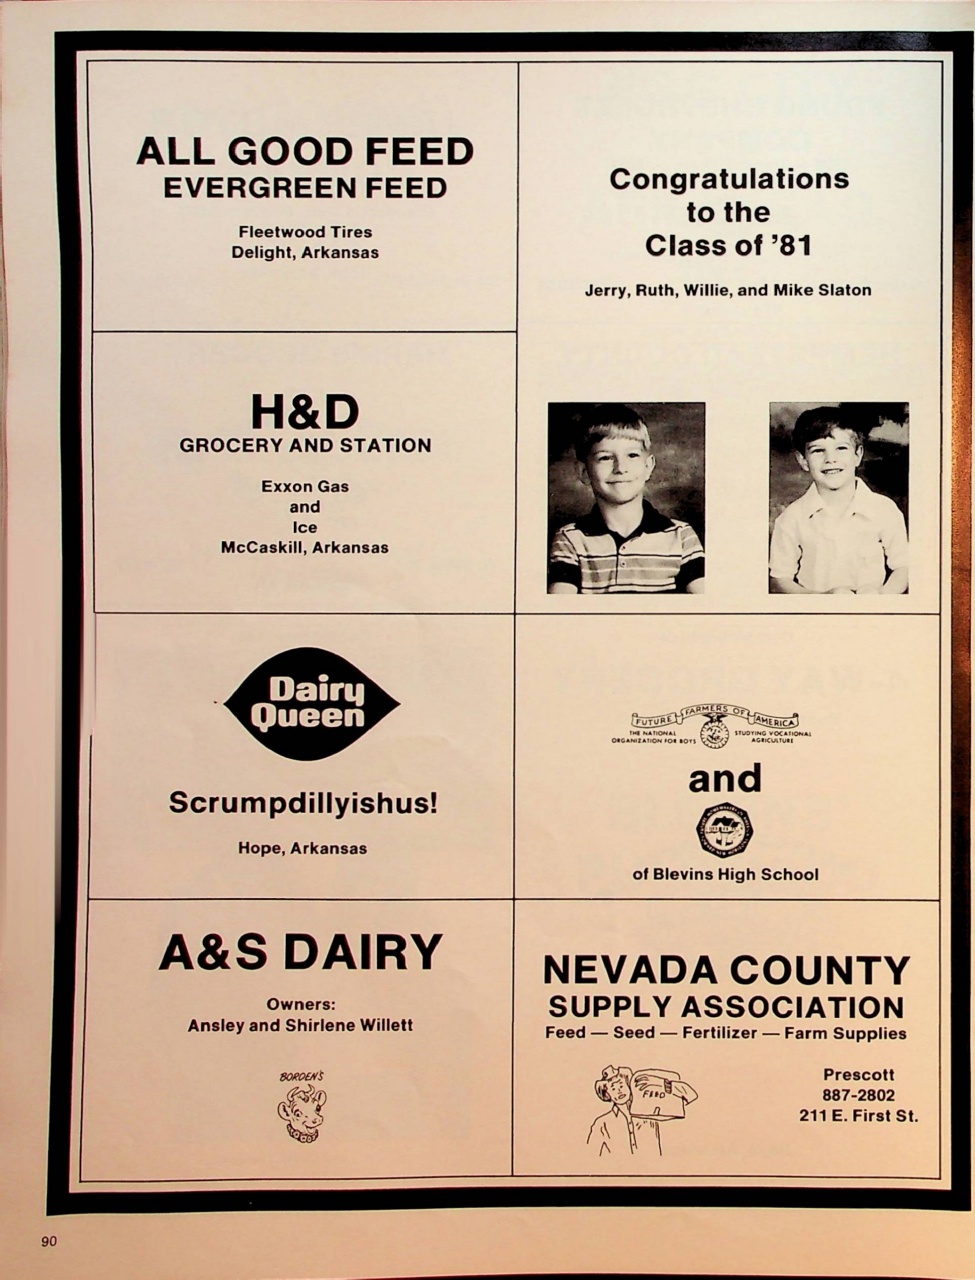 ALL GOOD FEED
EVERGREEN FEED
Fleetwood Tires
Delight, Arkansas
Congratulations
to the
Class of '81
Jerry, Ruth, Willie, and Mike Slaton
H&D
GROCERY AND STATION
Exxon Gas
and
Ice
McCaskill, Arkansas
Dairy
Queen
Scrumpdillyishus!
Hope, Arkansas
FUTURE FARMERS OF AMERICA
THE NATIONAL
ORGANIZATION FOR BOYS
STUDYING VOCATIONAL
AGRICULTURE
and
of Blevins High School
A&S DAIRY
Owners:
Ansley and Shirlene Willett
BORDEN'S
NEVADA COUNTY
SUPPLY ASSOCIATION
Feed — Seed — Fertilizer — Farm Supplies
FEED
Prescott
887-2802
211 E. First St.
90